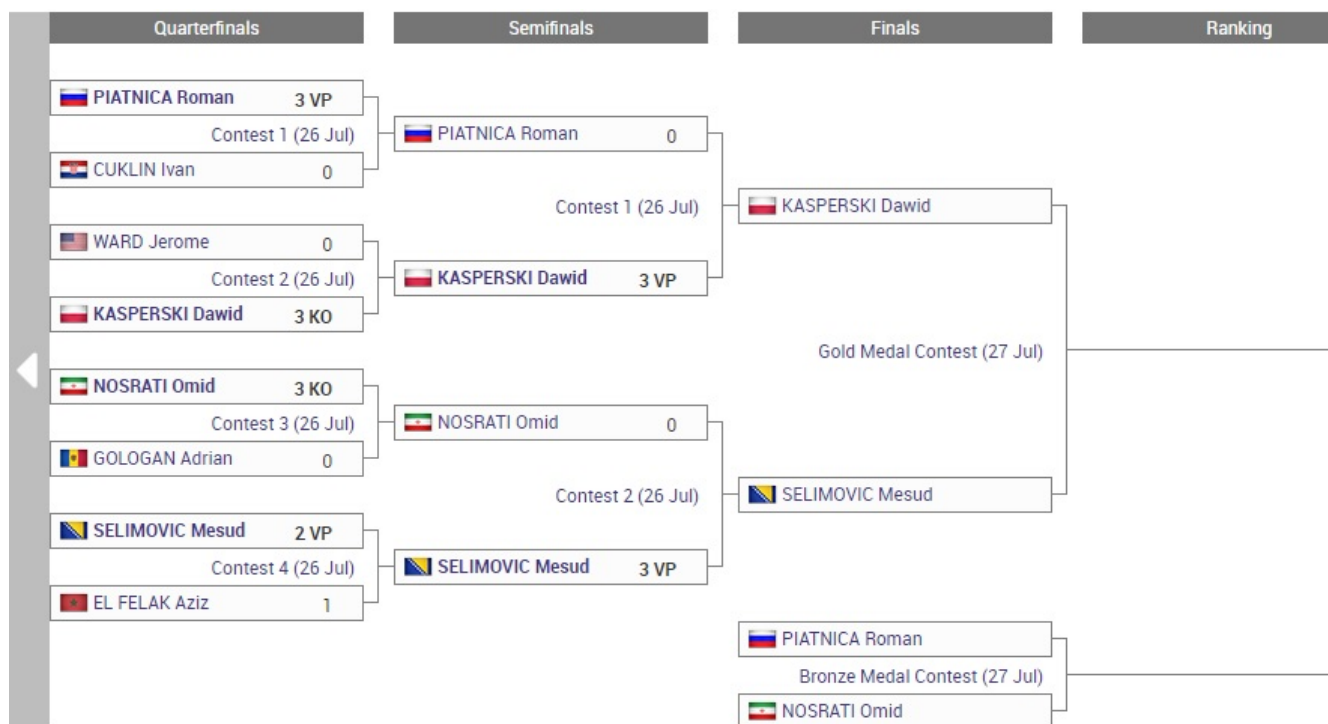 Quarterfinals
Semifinals
Finals
Ranking
PIATNICA Roman 3 VP
Contest 1 (26 Jul)
CUKLIN Ivan 0
WARD Jerome 0
Contest 2 (26 Jul)
KASPERSKI Dawid 3 KO
NOSRATI Omid 3 KO
Contest 3 (26 Jul)
GOLOGAN Adrian 0
SELIMOVIC Mesud 2 VP
Contest 4 (26 Jul)
EL FELAK Aziz 1
PIATNICA Roman 0
Contest 1 (26 Jul)
KASPERSKI Dawid 3 VP
NOSRATI Omid 0
Contest 2 (26 Jul)
SELIMOVIC Mesud 3 VP
KASPERSKI Dawid
Gold Medal Contest (27 Jul)
SELIMOVIC Mesud
PIATNICA Roman
Bronze Medal Contest (27 Jul)
NOSRATI Omid